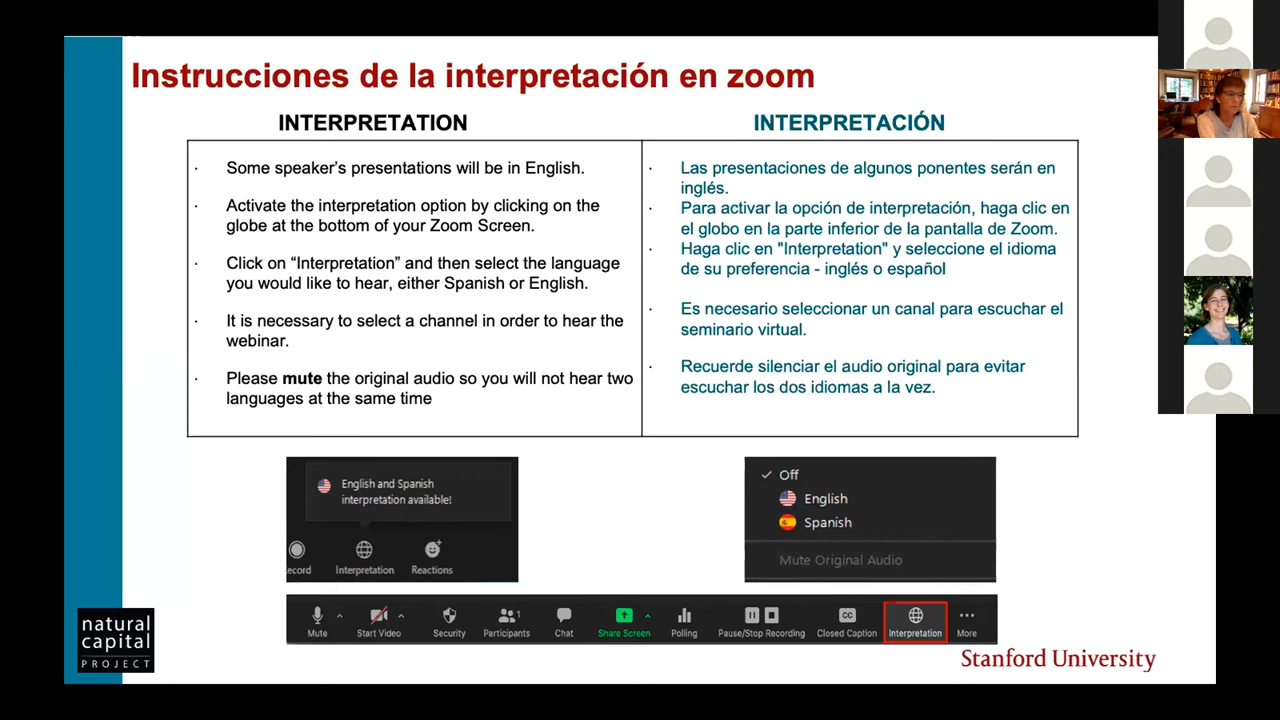 Instrucciones de la interpretación en zoom
INTERPRETATION
· Some speaker's presentations will be in English.
· Activate the interpretation option by clicking on the
globe at the bottom of your Zoom Screen.
· Click on “Interpretation” and then select the language
you would like to hear, either Spanish or English.
· It is necessary to select a channel in order to hear the
webinar.
· Please mute the original audio so you will not hear two
languages at the same time
INTERPRETACIÓN
· Las presentaciones de algunos ponentes serán en
inglés.
· Para activar la opción de interpretación, haga clic en
el globo en la parte inferior de la pantalla de Zoom.
· Haga clic en "Interpretation" y seleccione el idioma
de su preferencia - inglés o español
· Es necesario seleccionar un canal para escuchar el
seminario virtual.
· Recuerde silenciar el audio original para evitar
escuchar los dos idiomas a la vez.
English and Spanish
interpretation available!
ecord Interpretation Reactions
Off
English
Spanish
Mute Original Audio
1
CC
Mute Start Video Security Participants Chat Share Screen Polling Pause/Stop Recording Closed Caption Interpretation More
natural
capital
PROJECT
Stanford University